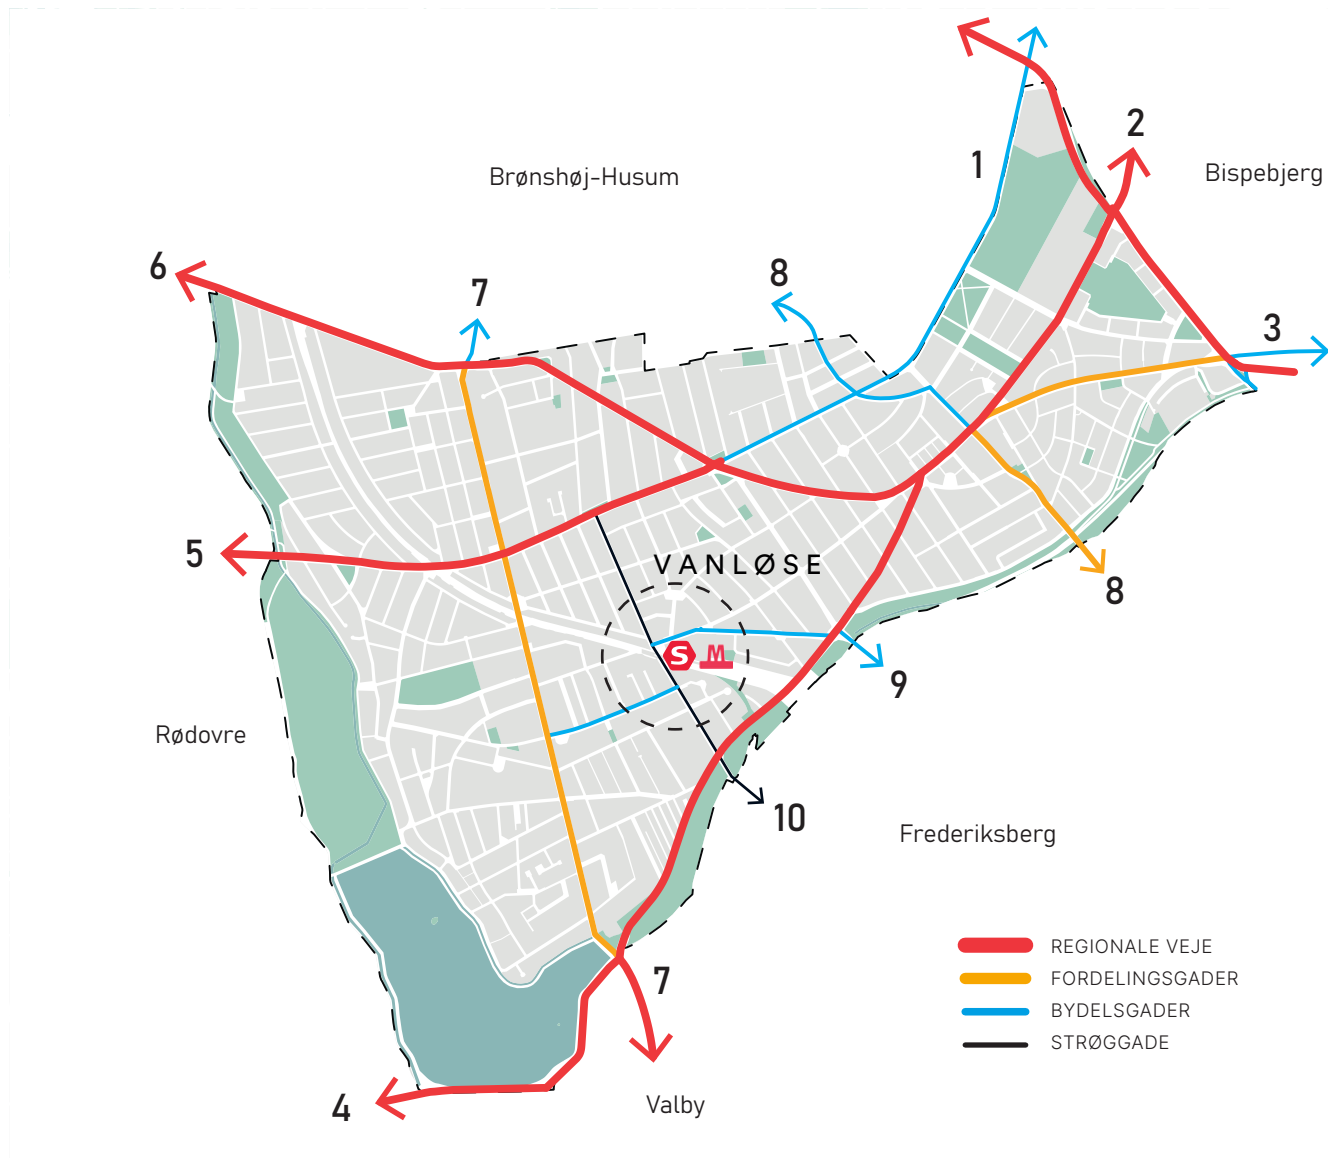 2
1
Brønshøj-Husum
Bispebjerg
6
8
7
3
5
VANLØSE
8
S
M
9
Rødovre
10
Frederiksberg
REGIONALE VEJE
7
FORDELINGSGADER
BYDELSGADER
STRØGGADE
4
Valby